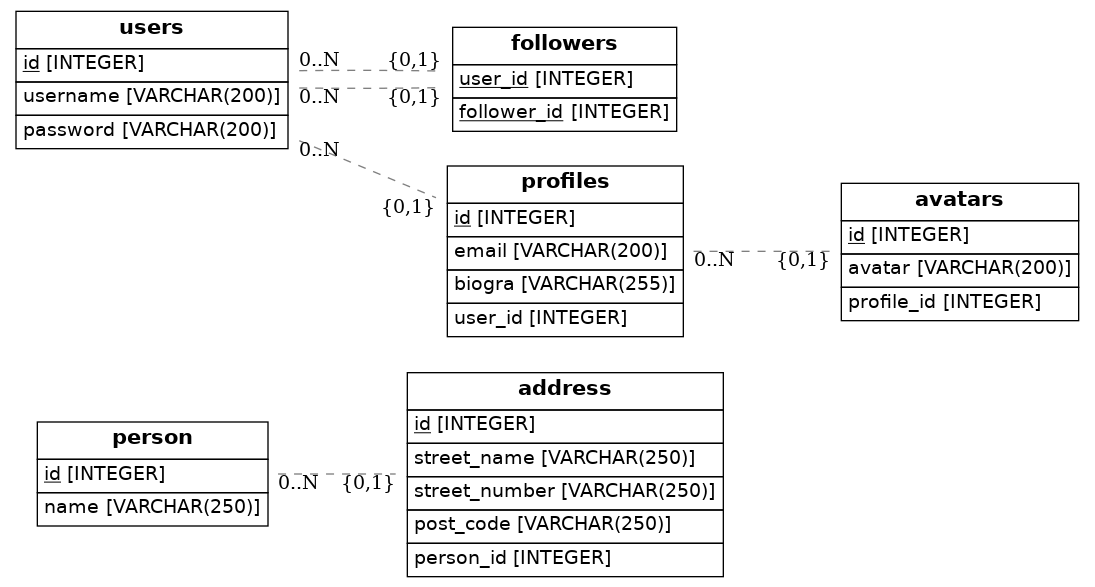 users
id [INTEGER]
username [VARCHAR(200)]
password [VARCHAR(200)]
0..N {0,1}
0..N {0,1}
0..N
{0,1}
followers
user_id [INTEGER]
follower_id [INTEGER]
profiles
id [INTEGER]
email [VARCHAR(200)]
biogra [VARCHAR(255)]
user_id [INTEGER]
0..N {0,1}
avatars
id [INTEGER]
avatar [VARCHAR(200)]
profile_id [INTEGER]
person
id [INTEGER]
name [VARCHAR(250)]
0..N {0,1}
address
id [INTEGER]
street_name [VARCHAR(250)]
street_number [VARCHAR(250)]
post_code [VARCHAR(250)]
person_id [INTEGER]